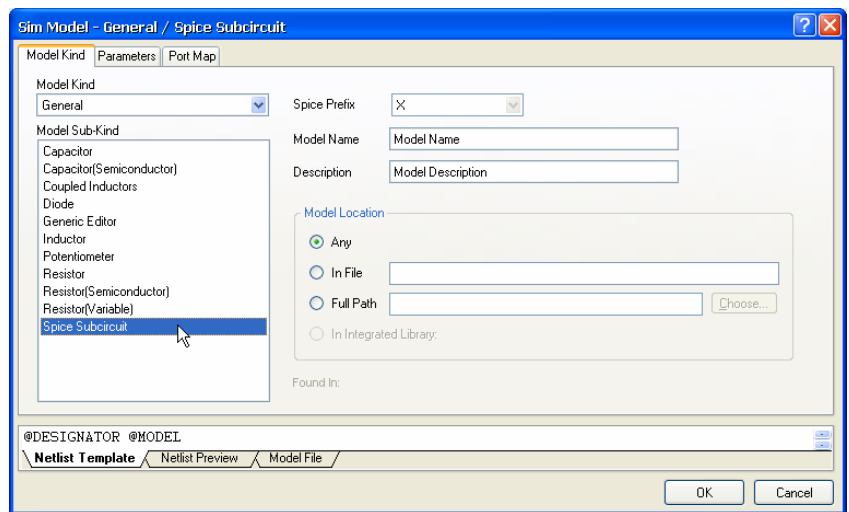 Sim Model - General / Spice Subcircuit
Model Kind
Parameters
Port Map
Model Kind
General
Model Sub-Kind
Capacitor
Capacitor(Semiconductor)
Coupled Inductors
Diode
Generic Editor
Inductor
Potentiometer
Resistor
Resistor(Semiconductor)
Resistor(Variable)
Spice Subcircuit
Spice Prefix
X
Model Name
Model Name
Description
Model Description
Model Location
Any
In File
Full Path
Choose...
In Integrated Library:
Found In:
@DESIGNATOR @MODEL
Netlist Template
Netlist Preview
Model File
OK
Cancel